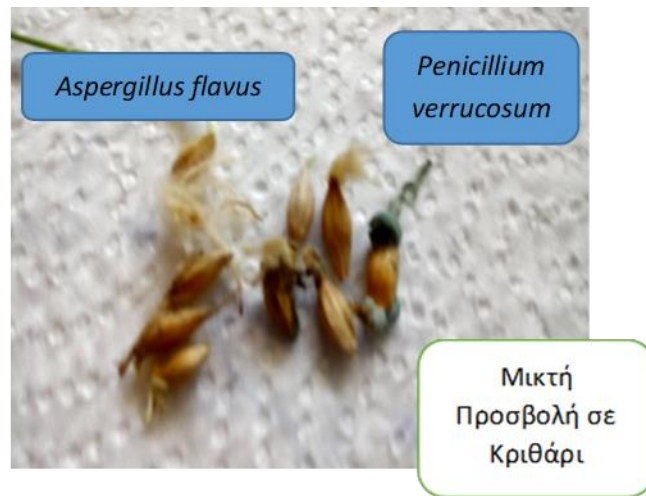 Aspergillus flavus
Penicillium
verrucosum
Μικτή
Προσβολή σε
Κριθάρι